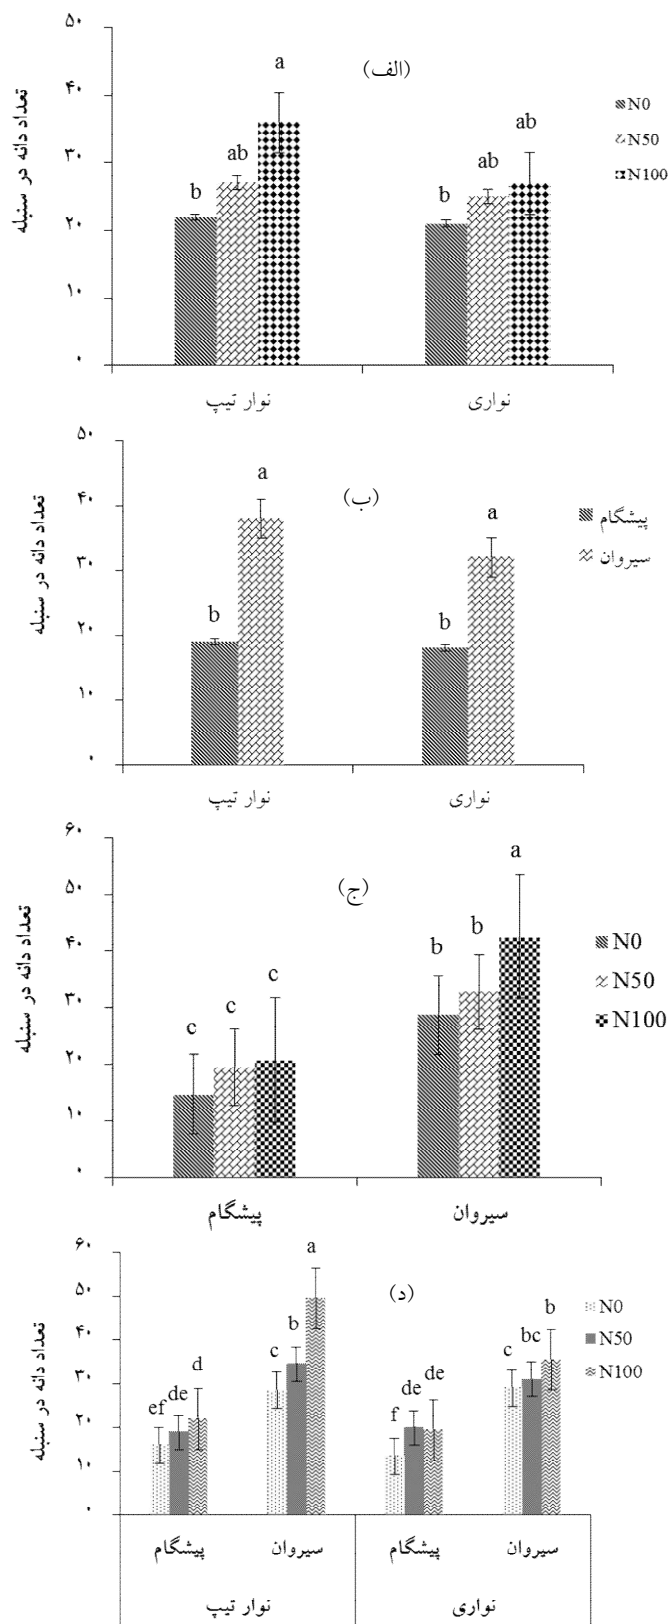 ۵۰
۴۰
۳۰
۲۰
۱۰
۰
تعداد دانه در سنبله
(الف)
b
ab
a
b
ab
ab
N0
N50
N100
نوار تیپ
نواری
۵۰
۴۰
۳۰
۲۰
۱۰
۰
تعداد دانه در سنبله
(ب)
b
a
b
a
پیشگام
سیروان
نوار تیپ
نواری
۶۰
۵۰
۴۰
۳۰
۲۰
۱۰
۰
تعداد دانه در سنبله
(ج)
c
c
c
b
b
a
N0
N50
N100
پیشگام
سیروان
۶۰
۵۰
۴۰
۳۰
۲۰
۱۰
۰
تعداد دانه در سنبله
(د)
ef
de
d
c
b
a
f
de
de
c
bc
b
N0
N50
N100
پیشگام
سیروان
پیشگام
سیروان
نوار تیپ
نواری